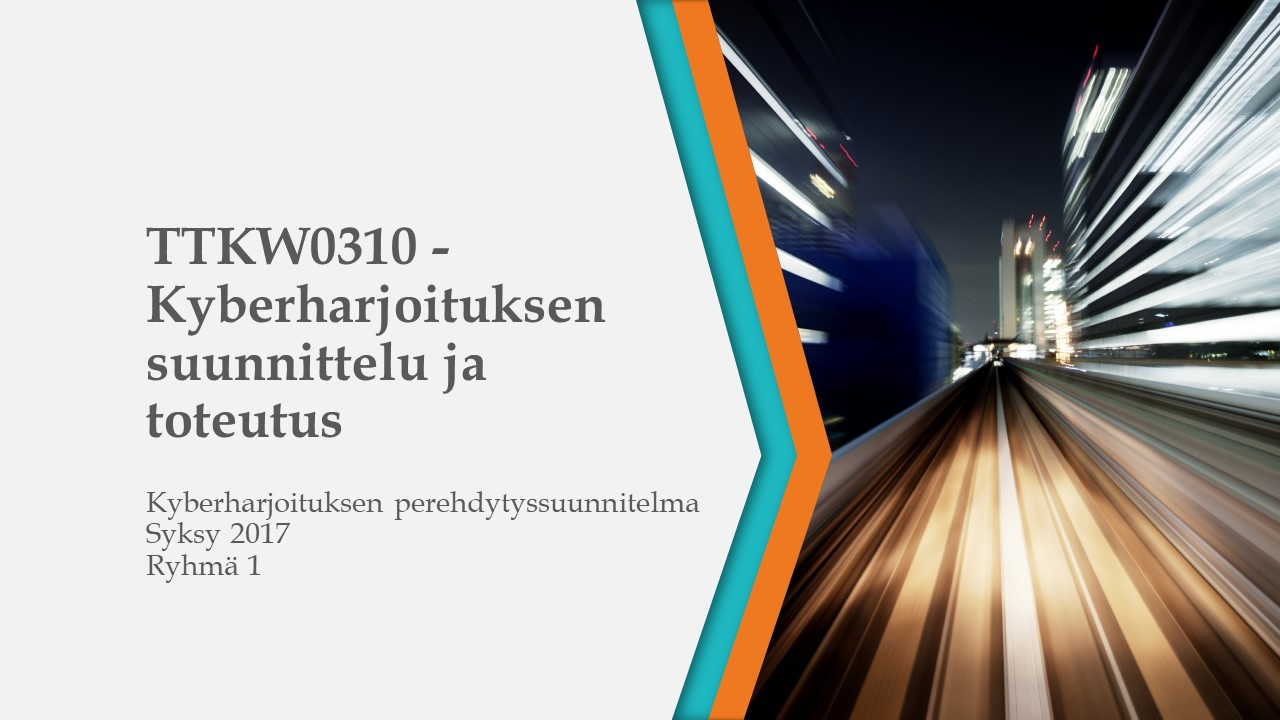 TTKW0310 -
Kyberharjoituksen
suunnittelu ja
toteutus
Kyberharjoituksen perehdytyssuunnitelma
Syksy 2017
Ryhmä 1